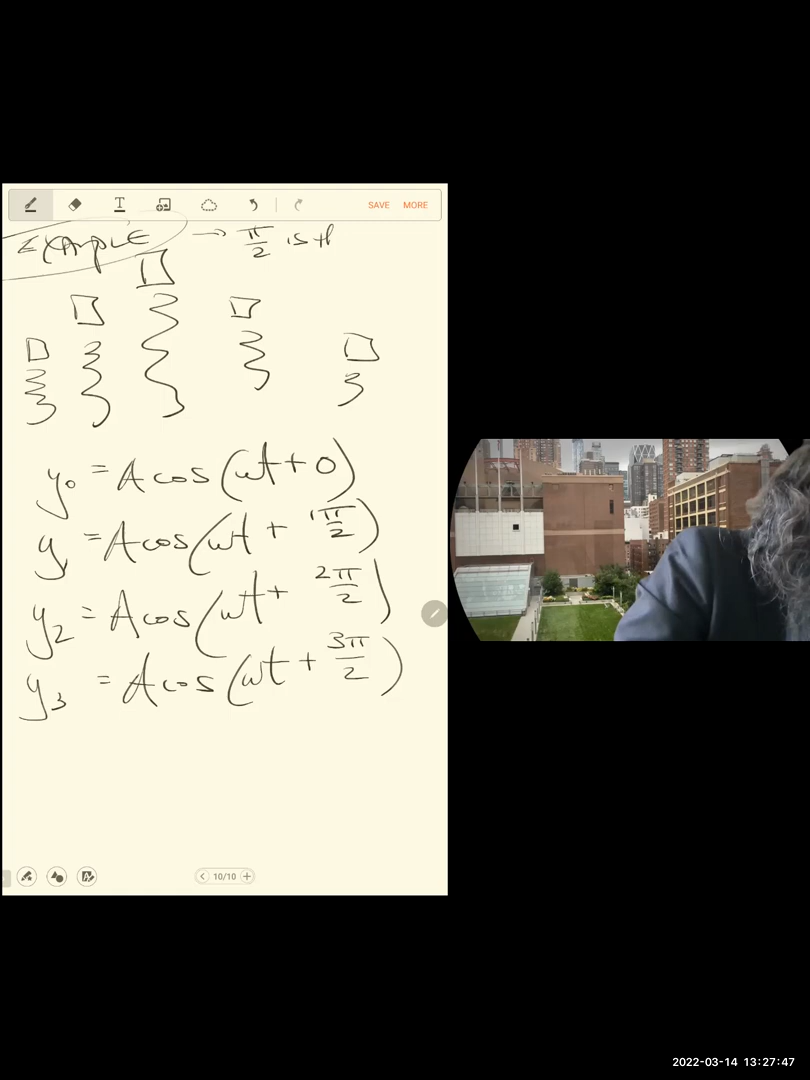 SAVE MORE
EXAMPLE → π/2 is th
y₀ = A cos(ωt + 0)
y₁ = A cos(ωt + 1π/2)
y₂ = A cos(ωt + 2π/2)
y₃ = A cos(ωt + 3π/2)
10/10
2022-03-14 13:27:47